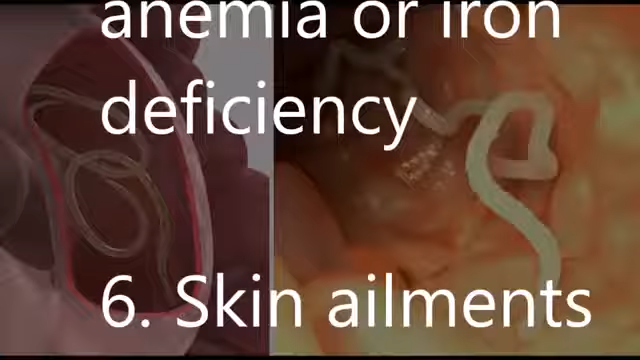 anemia or iron
deficiency
6. Skin ailments